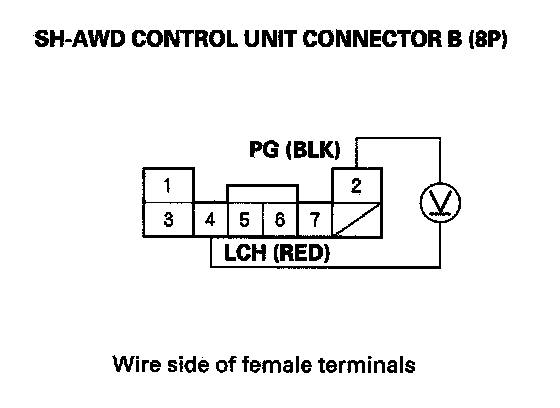 SH-AWD CONTROL UNIT CONNECTOR B (8P)
PG (BLK)
1 2
3 4 5 6 7
V
LCH (RED)
Wire side of female terminals